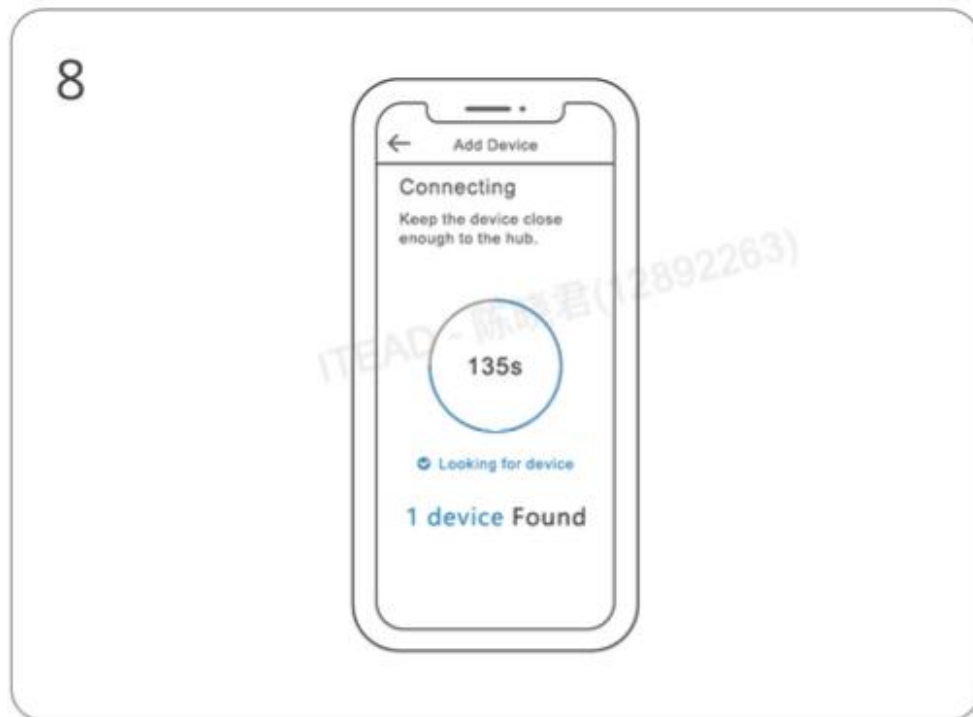 8
Add Device
Connecting
Keep the device close
enough to the hub.
ITEAD - 陈晓君(12892263)
135s
Looking for device
1 device Found